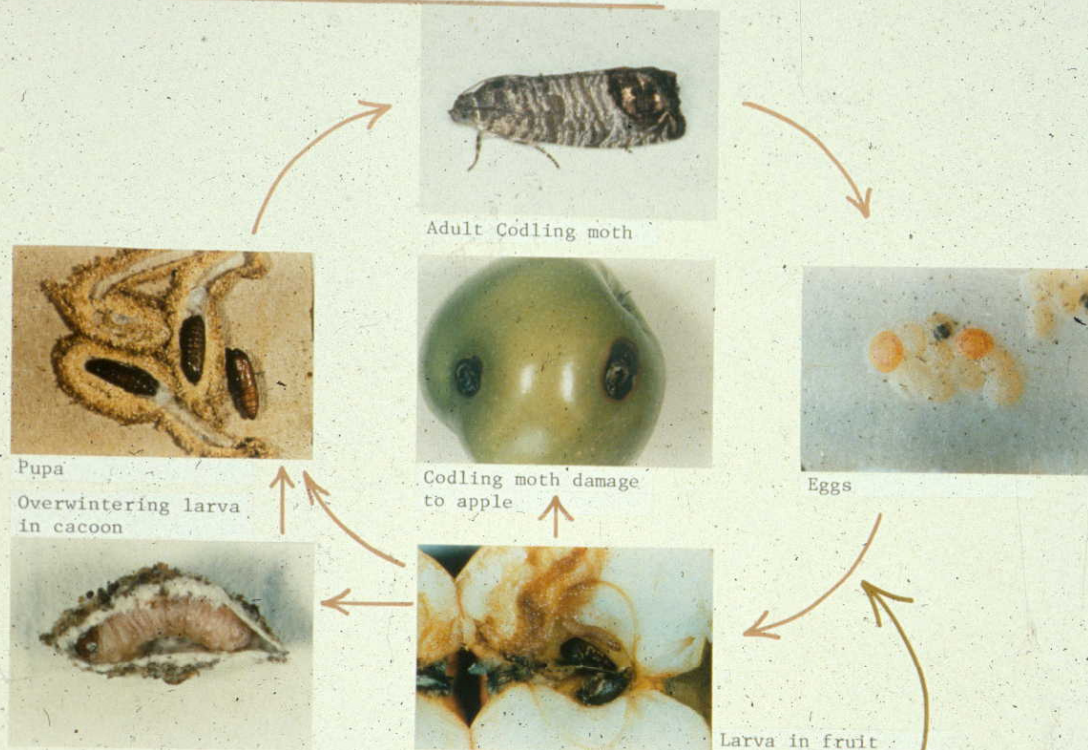 Adult Codling moth
Pupa
Codling moth damage
to apple
Eggs
Overwintering larva
in cacoon
Larva in fruit